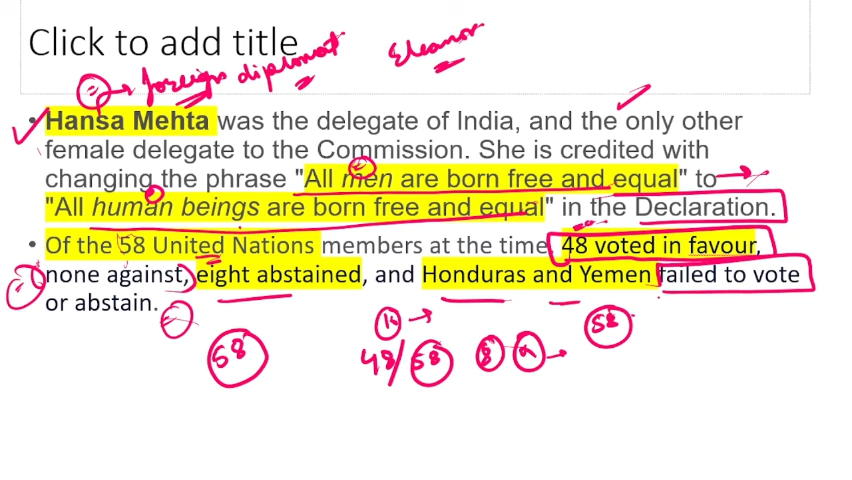 Click to add title
Eleanor
foreign diplomat
• Hansa Mehta was the delegate of India, and the only other
female delegate to the Commission. She is credited with
changing the phrase "All men are born free and equal" to
"All human beings are born free and equal" in the Declaration.
• Of the 58 United Nations members at the time, 48 voted in favour,
none against, eight abstained, and Honduras and Yemen failed to vote
or abstain.
58
48/58
8
58